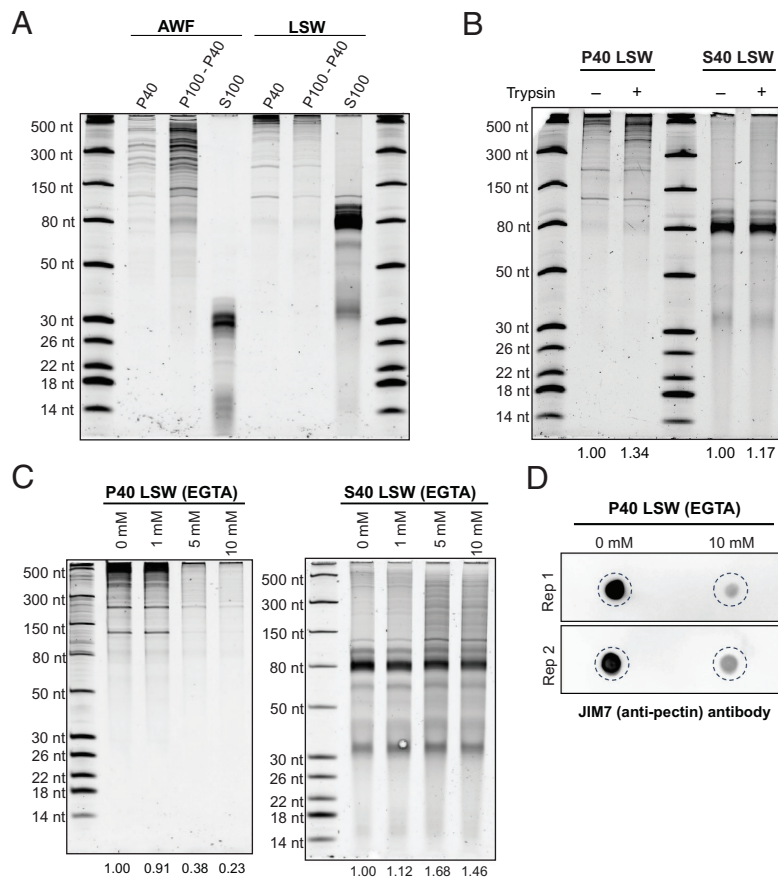 A
AWF LSW
P40 P100 - P40 S100 P40 P100 - P40 S100
500 nt
300 nt
150 nt
80 nt
50 nt
30 nt
26 nt
22 nt
18 nt
14 nt
B
P40 LSW S40 LSW
Trypsin – + – +
500 nt
300 nt
150 nt
80 nt
50 nt
30 nt
26 nt
22 nt
18 nt
14 nt
1.00 1.34 1.00 1.17
C
P40 LSW (EGTA)
0 mM 1 mM 5 mM 10 mM
500 nt
300 nt
150 nt
80 nt
50 nt
30 nt
26 nt
22 nt
18 nt
14 nt
1.00 0.91 0.38 0.23
S40 LSW (EGTA)
0 mM 1 mM 5 mM 10 mM
500 nt
300 nt
150 nt
80 nt
50 nt
30 nt
26 nt
22 nt
18 nt
14 nt
1.00 1.12 1.68 1.46
D
P40 LSW (EGTA)
0 mM 10 mM
Rep 1
Rep 2
JIM7 (anti-pectin) antibody